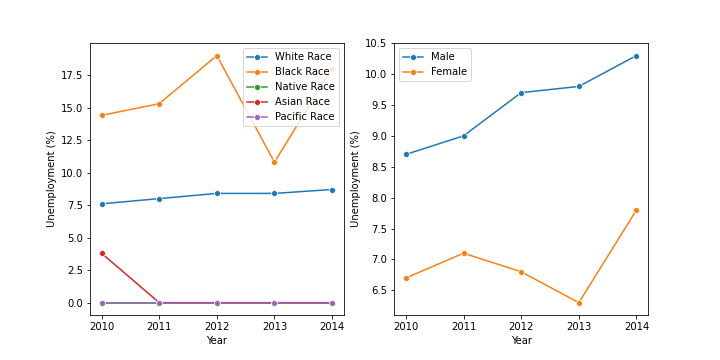 Unemployment (%)
17.5
15.0
12.5
10.0
7.5
5.0
2.5
0.0
White Race
Black Race
Native Race
Asian Race
Pacific Race
2010 2011 2012 2013 2014
Year
Unemployment (%)
10.5
10.0
9.5
9.0
8.5
8.0
7.5
7.0
6.5
Male
Female
2010 2011 2012 2013 2014
Year